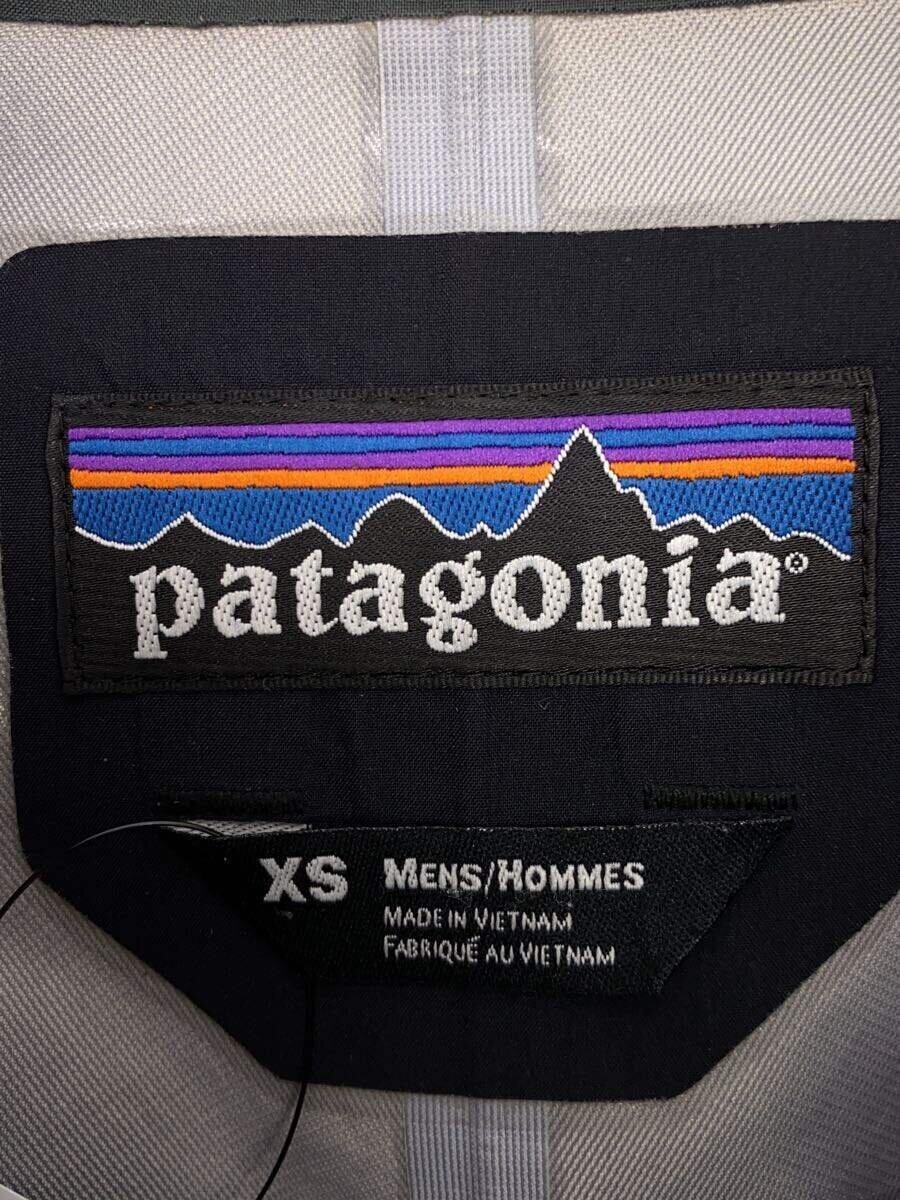 patagonia®
XS MENS/HOMMES
MADE IN VIETNAM
FABRIQUÉ AU VIETNAM